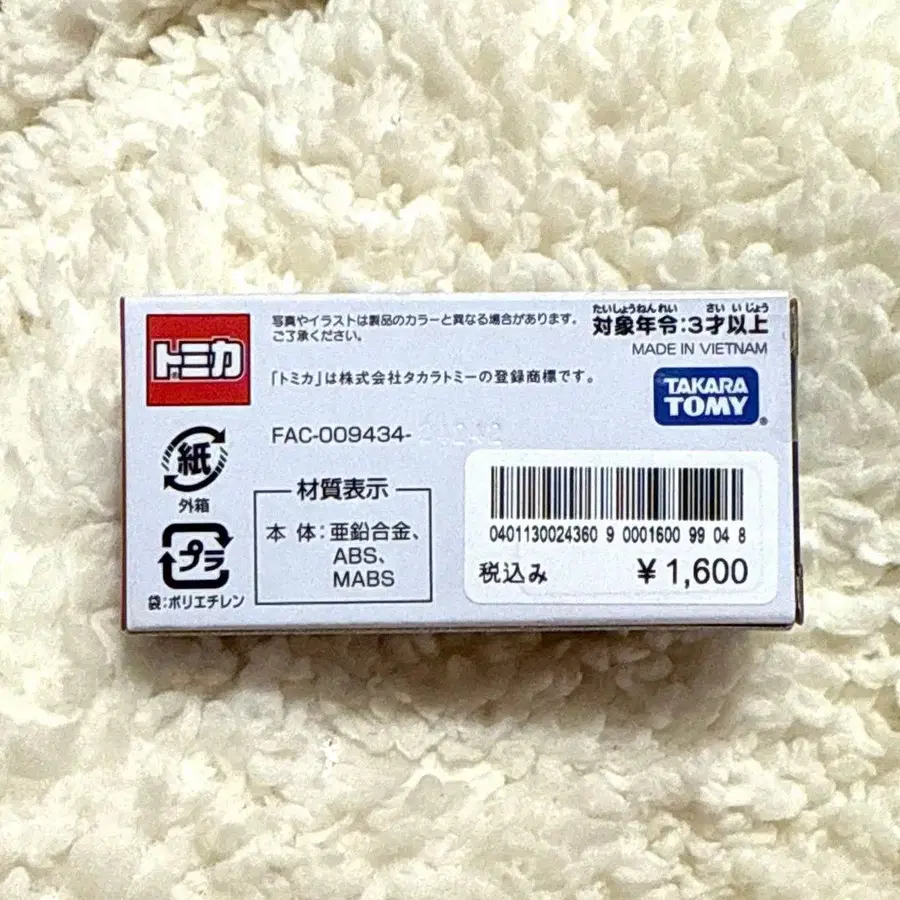 トミカ
写真やイラストは製品のカラーと異なる場合があります。
ご了承ください。
「トミカ」は株式会社タカラトミーの登録商標です。
FAC-009434-
たいしょうねんれい さいいじょう
対象年令:3才以上
MADE IN VIETNAM
TAKARA
TOMY
紙
外箱
プラ
袋:ポリエチレン
材質表示
本体:亜鉛合金、
ABS、
MABS
0401130024360 9 0001600 99 04 8
税込み ¥1,600